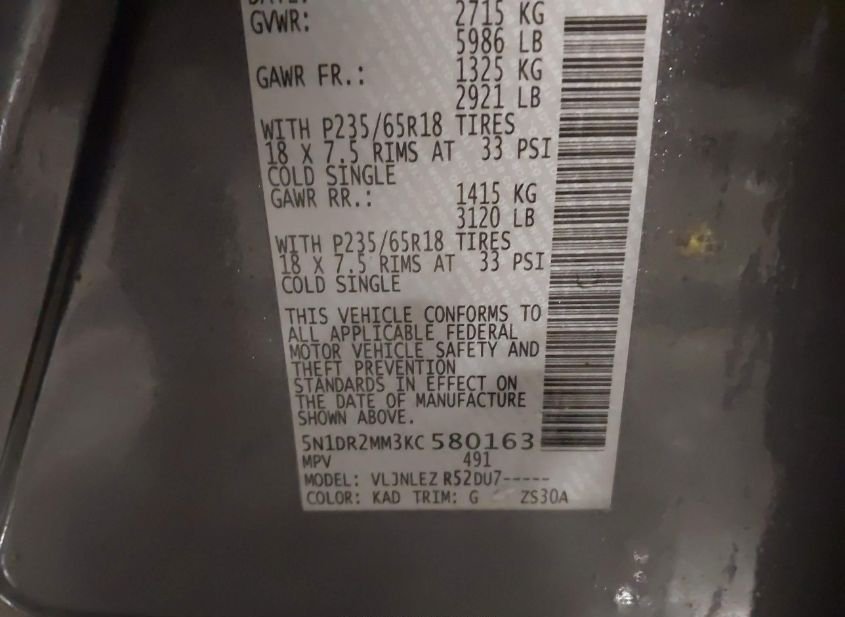 GVWR: 2715 KG
5986 LB
GAWR FR.: 1325 KG
2921 LB
WITH P235/65R18 TIRES
18 X 7.5 RIMS AT 33 PSI
COLD SINGLE
GAWR RR.: 1415 KG
3120 LB
WITH P235/65R18 TIRES
18 X 7.5 RIMS AT 33 PSI
COLD SINGLE
THIS VEHICLE CONFORMS TO
ALL APPLICABLE FEDERAL
MOTOR VEHICLE SAFETY AND
THEFT PREVENTION
STANDARDS IN EFFECT ON
THE DATE OF MANUFACTURE
SHOWN ABOVE.
5N1DR2MM3KC 580163
MPV 491
MODEL: VLJNLEZ R52DU7-----
COLOR: KAD TRIM: G ZS30A